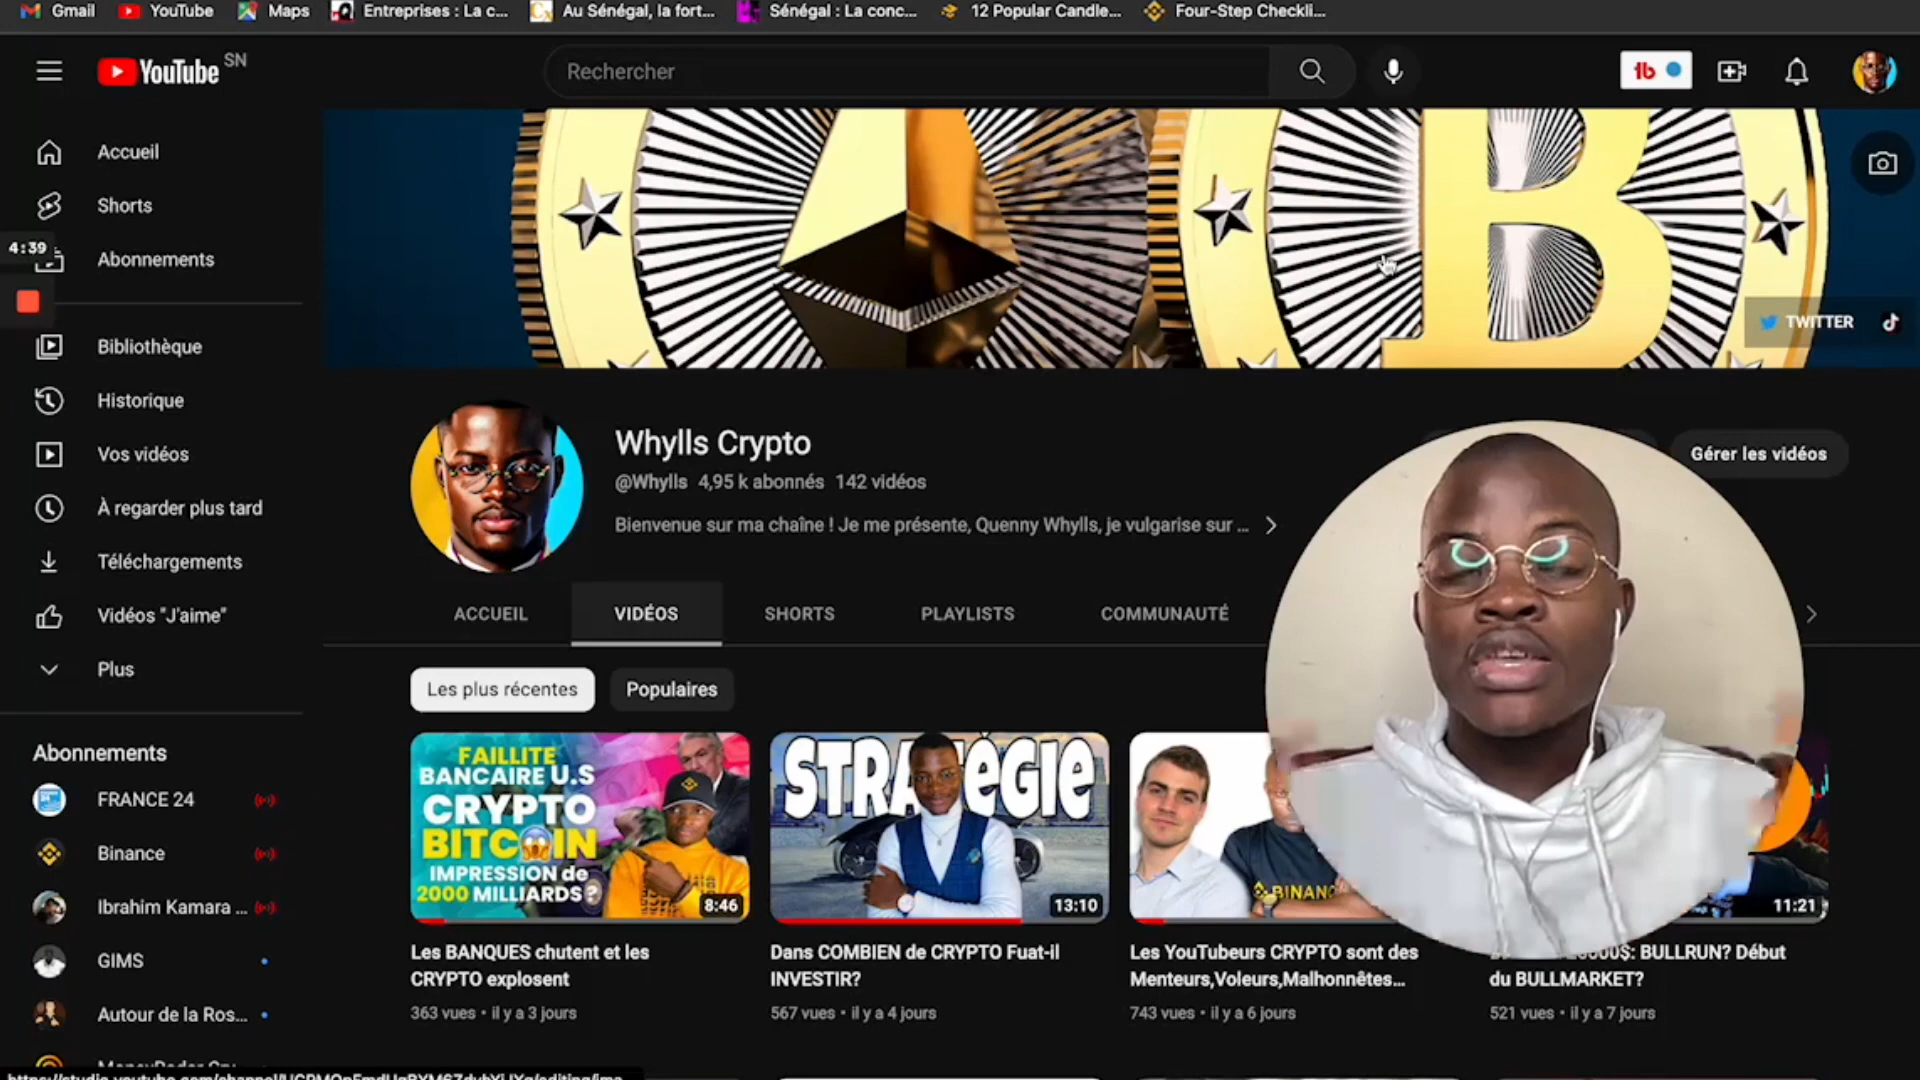 Gmail
YouTube
Maps
Entreprises : La c...
Au Sénégal, la fort...
Sénégal : La conc...
12 Popular Candle...
Four-Step Checkli...
YouTube SN
Rechercher
Accueil
Shorts
4:39
Abonnements
Bibliothèque
Historique
Vos vidéos
À regarder plus tard
Téléchargements
Vidéos "J'aime"
Plus
Abonnements
FRANCE 24
Binance
Ibrahim Kamara ...
GIMS
Autour de la Ros...
TWITTER
Whylls Crypto
@Whylls 4,95 k abonnés 142 vidéos
Bienvenue sur ma chaîne ! Je me présente, Quenny Whylls, je vulgarise sur ...
Gérer les vidéos
ACCUEIL
VIDÉOS
SHORTS
PLAYLISTS
COMMUNAUTÉ
Les plus récentes
Populaires
FAILLITE
BANCAIRE U.S
CRYPTO
BITCOIN
IMPRESSION de
2000 MILLIARDS ?
8:46
Les BANQUES chutent et les
CRYPTO explosent
363 vues • il y a 3 jours
STRATÉGIE
13:10
Dans COMBIEN de CRYPTO Fuat-il
INVESTIR?
567 vues • il y a 4 jours
Les YouTubeurs CRYPTO sont des
Menteurs,Voleurs,Malhonnêtes...
743 vues • il y a 6 jours
11:21
BULLRUN? Début
du BULLMARKET?
521 vues • il y a 7 jours